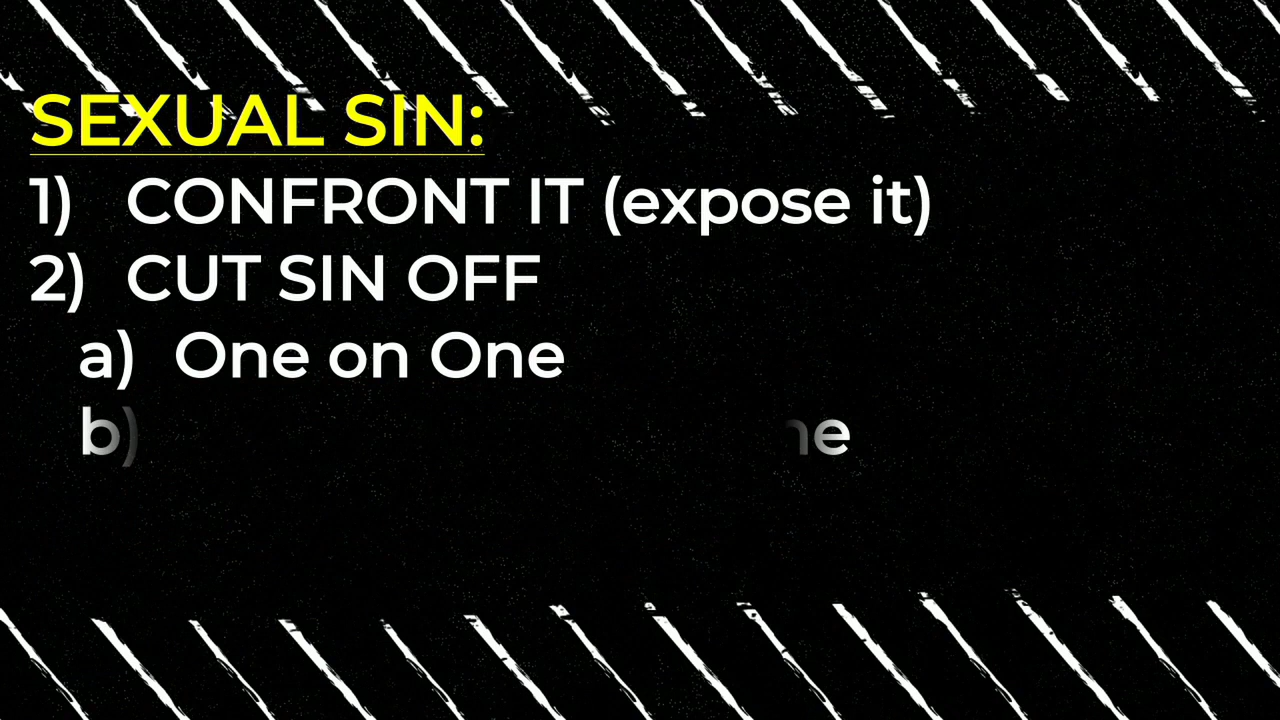 SEXUAL SIN:
1) CONFRONT IT (expose it)
2) CUT SIN OFF
a) One on One
b)